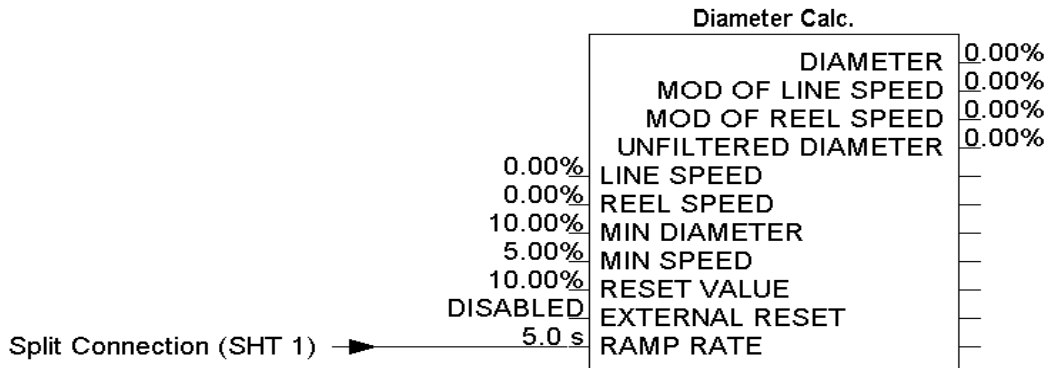 Diameter Calc.
DIAMETER 0.00%
MOD OF LINE SPEED 0.00%
MOD OF REEL SPEED 0.00%
UNFILTERED DIAMETER 0.00%
0.00% LINE SPEED
0.00% REEL SPEED
10.00% MIN DIAMETER
5.00% MIN SPEED
10.00% RESET VALUE
DISABLED EXTERNAL RESET
Split Connection (SHT 1) 5.0 s RAMP RATE